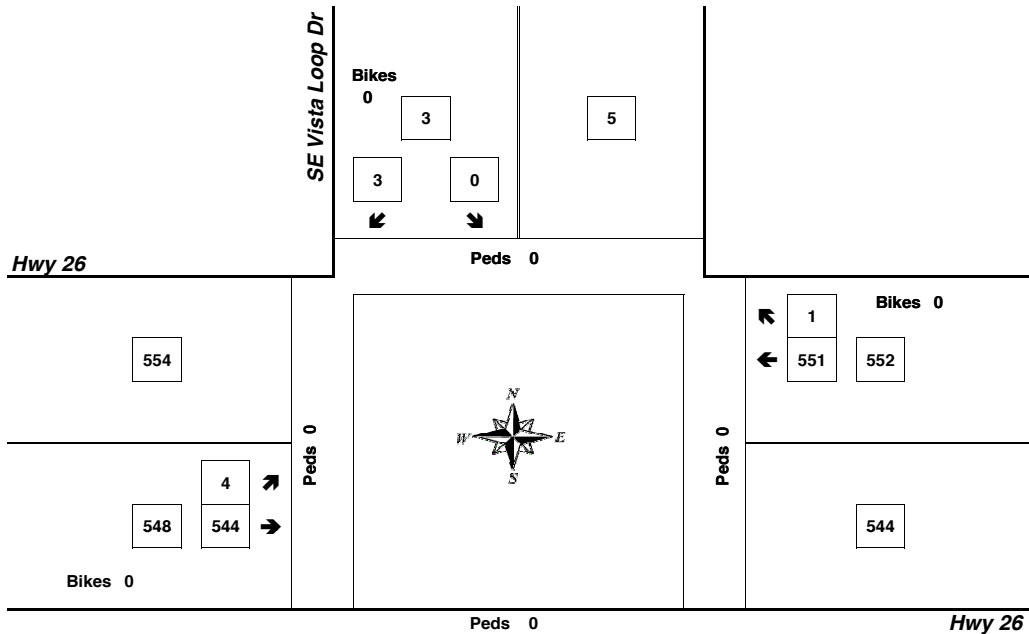 SE Vista Loop Dr
Bikes
0
3
5
3
0
Peds 0
Hwy 26
Bikes 0
1
554
551
552
N
W
E
S
Peds 0
Peds 0
4
548
544
544
Bikes 0
Peds 0
Hwy 26